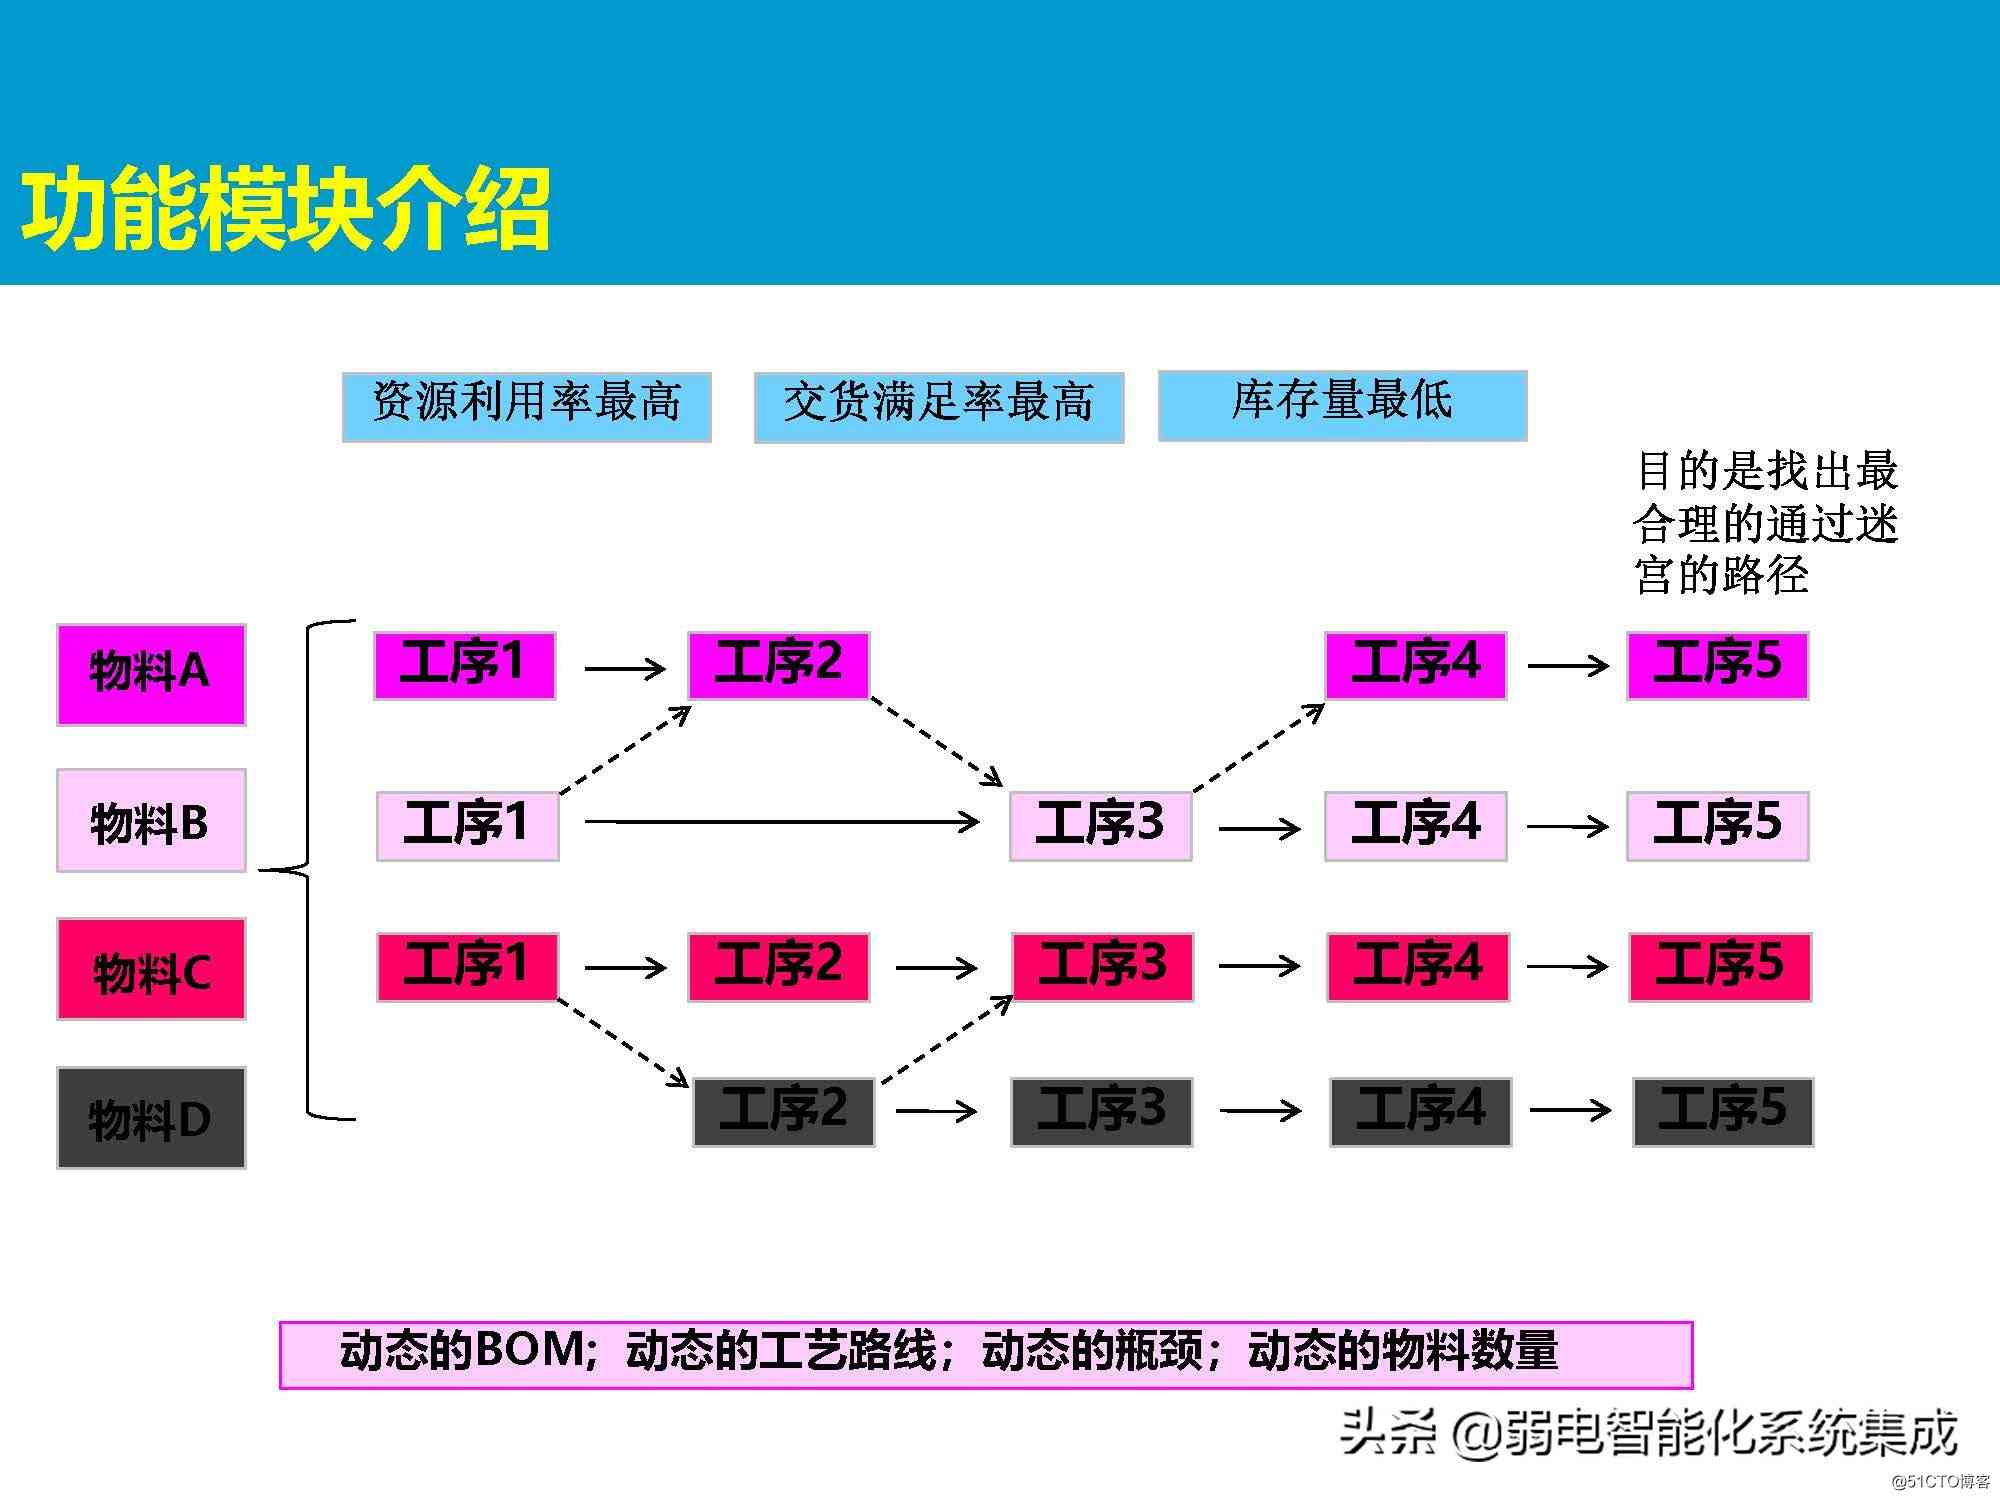 功能模块介绍
资源利用率最高
交货满足率最高
库存量最低
目的是找出最
合理的通过迷
宫的路径
物料A
工序1
工序2
工序4
工序5
物料B
工序1
工序3
工序4
工序5
物料C
工序1
工序2
工序3
工序4
工序5
物料D
工序2
工序3
工序4
工序5
动态的BOM；动态的工艺路线；动态的瓶颈；动态的物料数量
头条 @弱电智能化系统集成
@51CTO博客